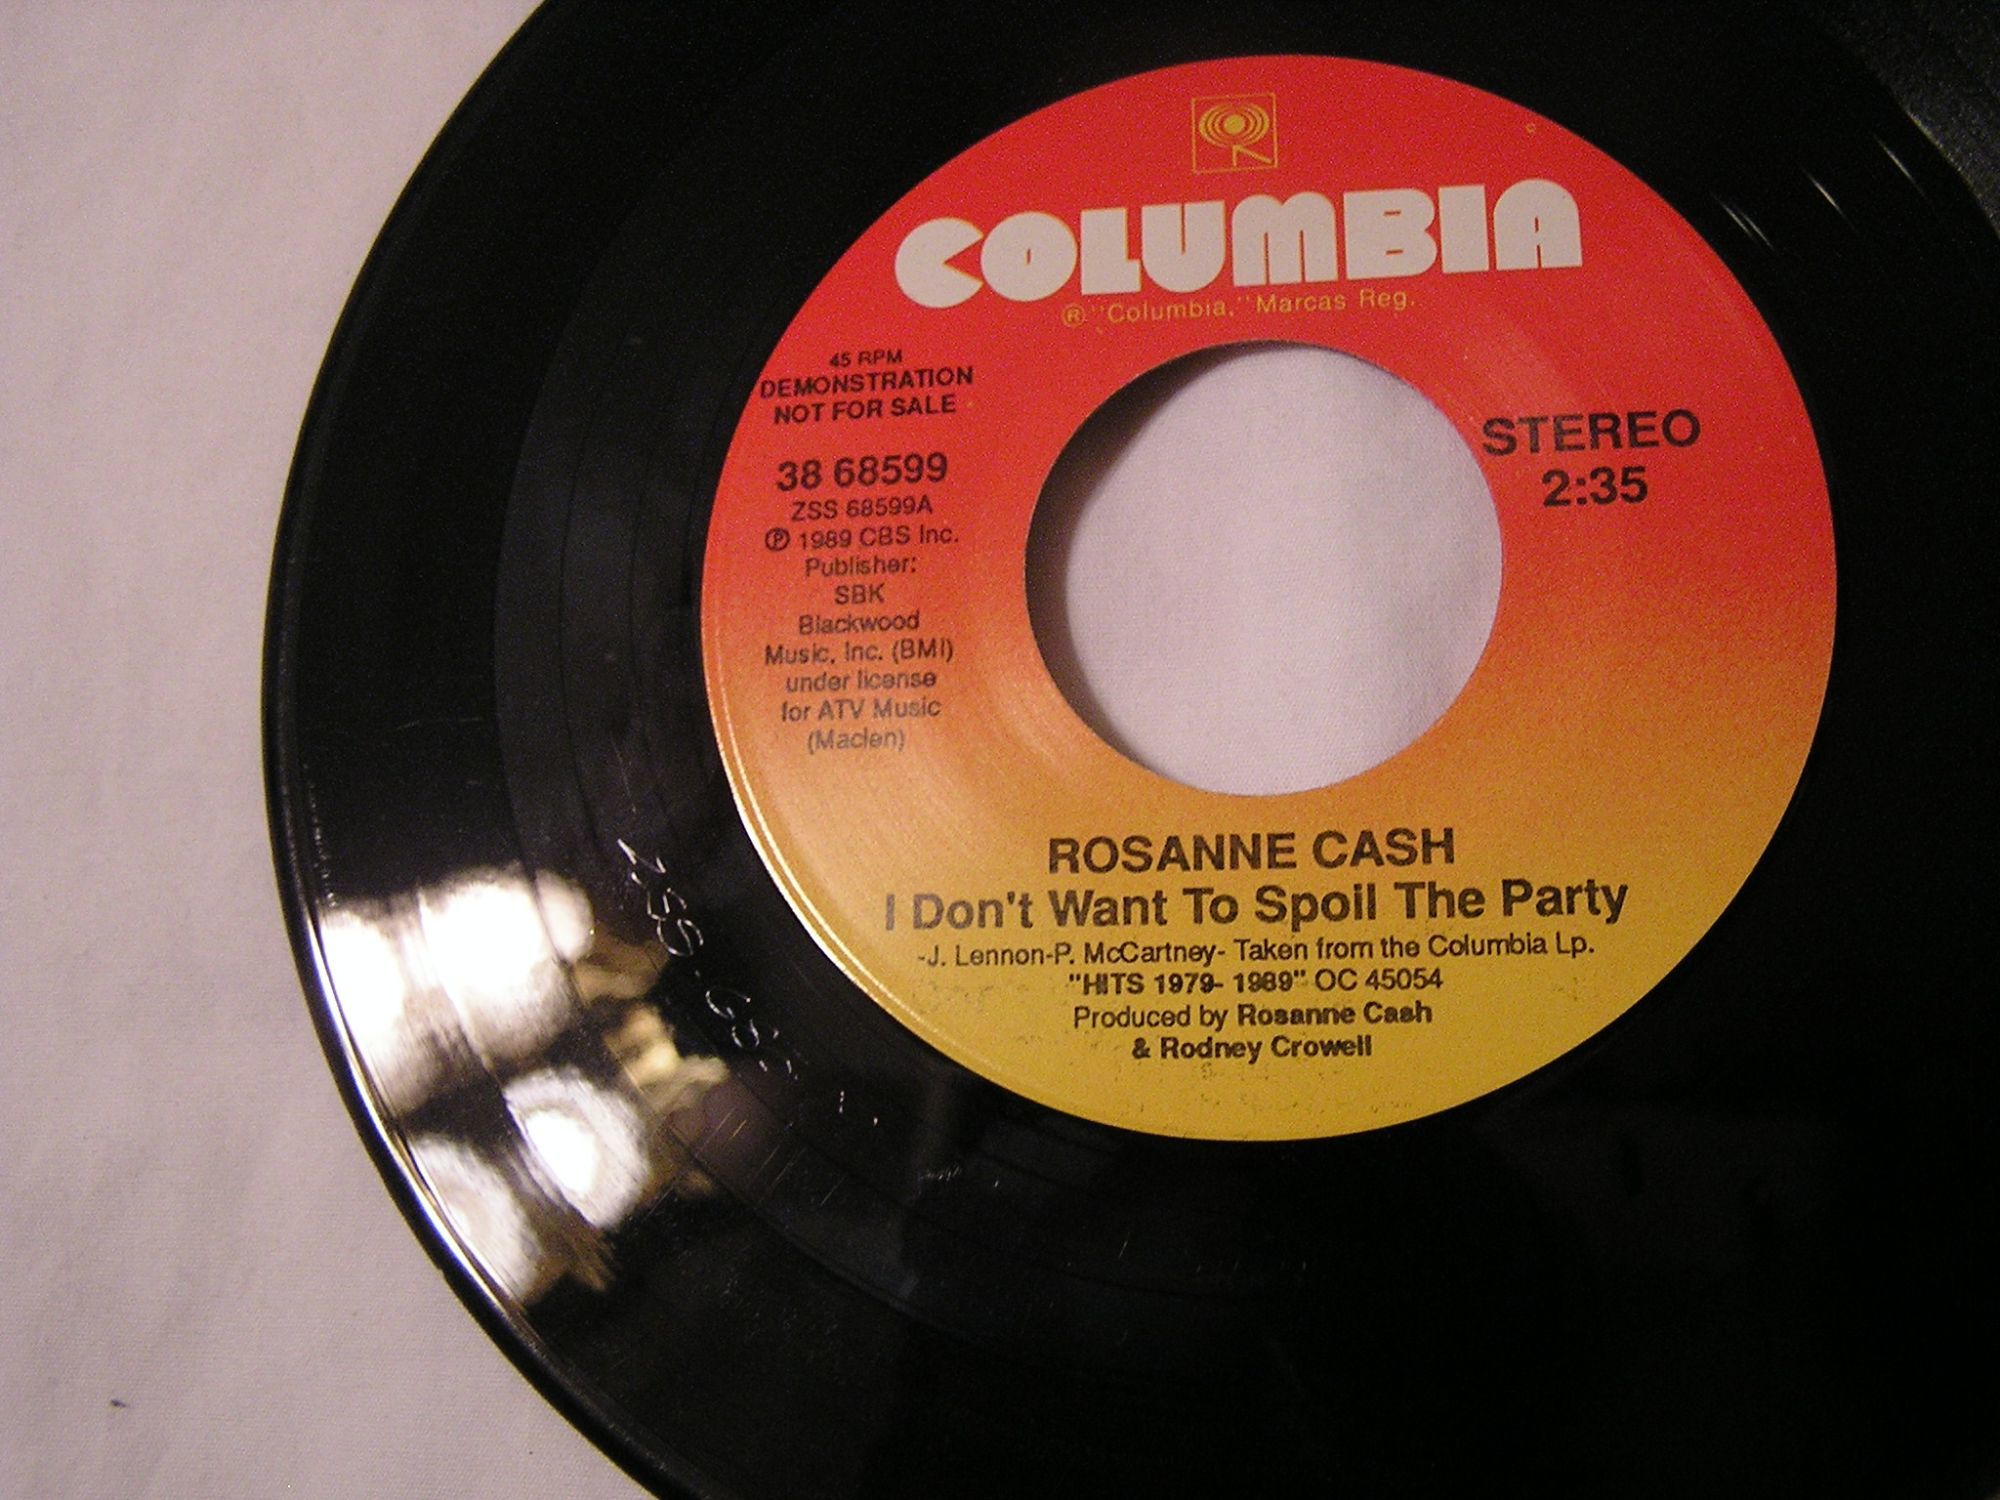 COLUMBIA
® "Columbia," Marcas Reg.
45 RPM
DEMONSTRATION
NOT FOR SALE
38 68599
ZSS 68599A
℗ 1989 CBS Inc.
Publisher:
SBK
Blackwood
Music, Inc. (BMI)
under license
for ATV Music
(Maclen)
STEREO
2:35
ROSANNE CASH
I Don't Want To Spoil The Party
-J. Lennon-P. McCartney- Taken from the Columbia Lp.
"HITS 1979- 1989" OC 45054
Produced by Rosanne Cash
& Rodney Crowell
ZSS